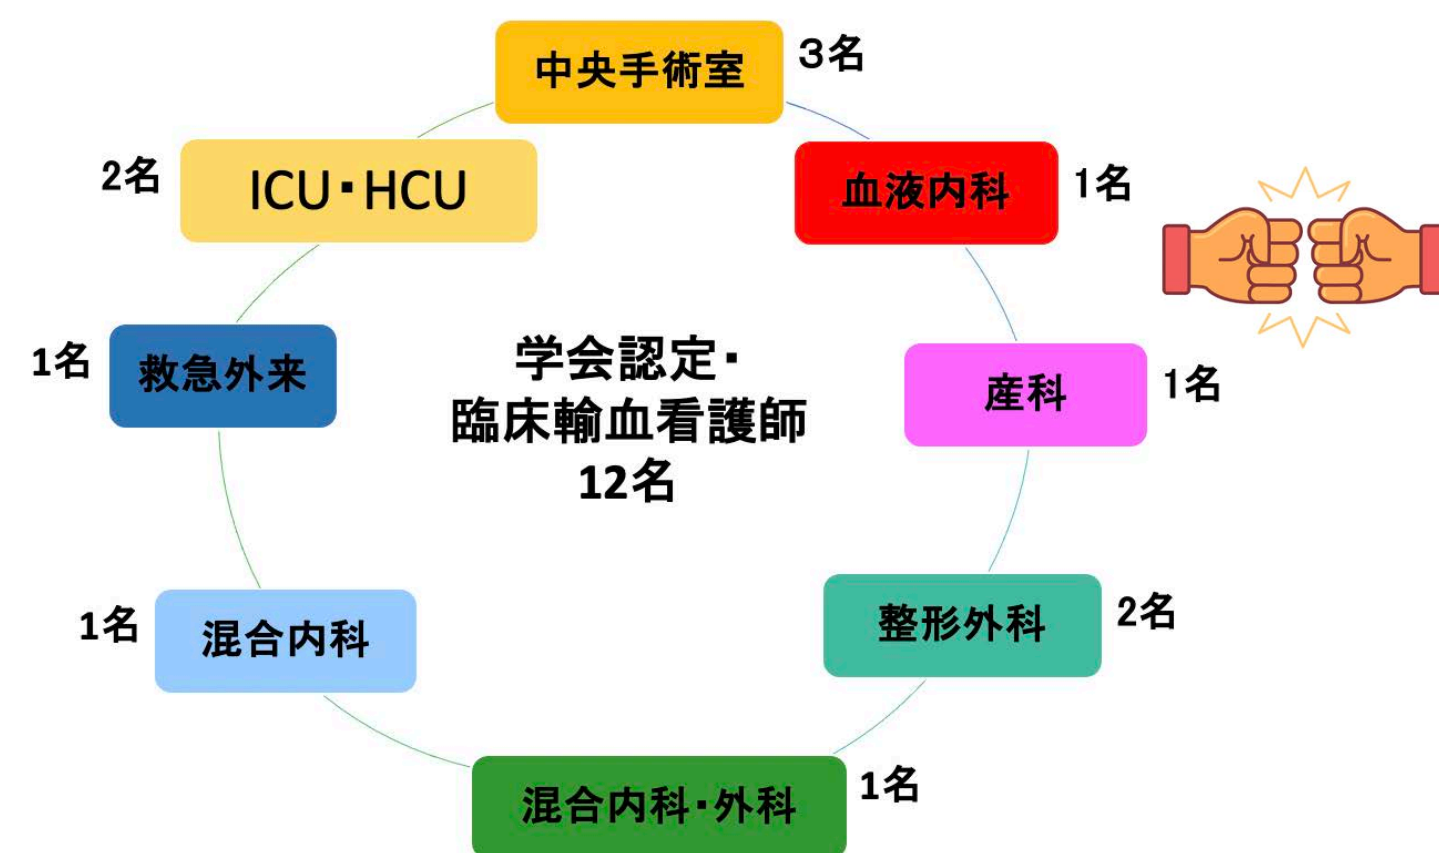 中央手術室
3名
血液内科
1名
産科
1名
整形外科
2名
混合内科・外科
1名
混合内科
1名
救急外来
1名
ICU・HCU
2名
学会認定・
臨床輸血看護師
12名